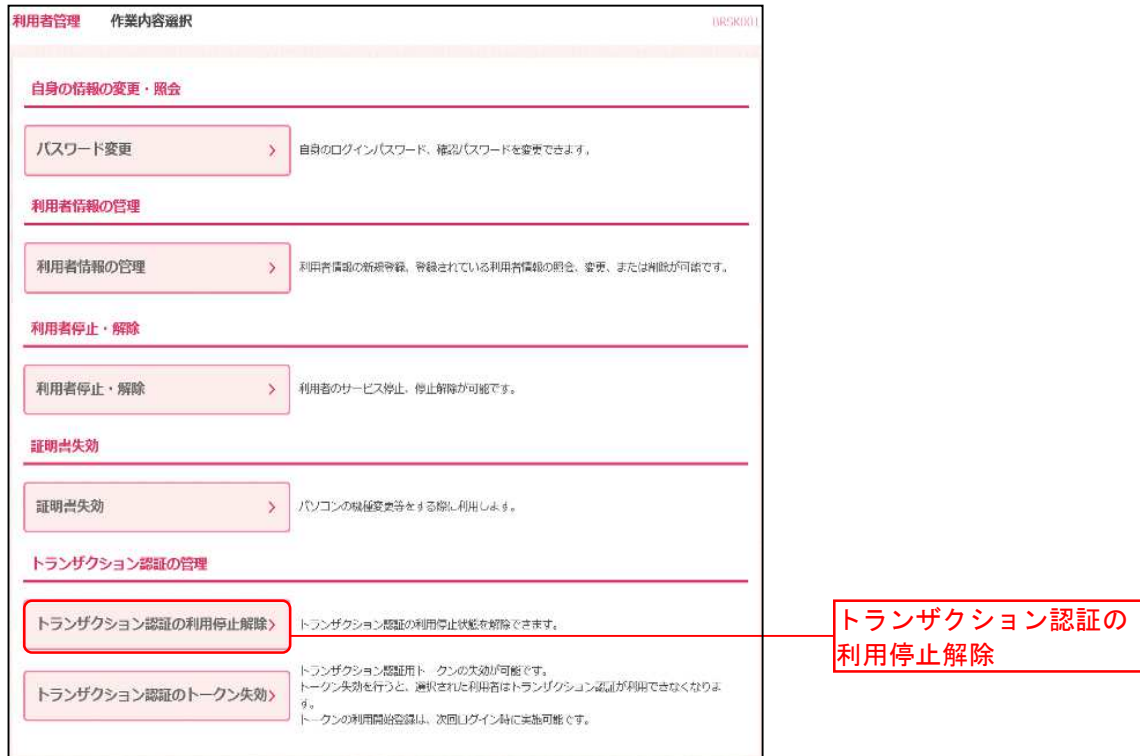 利用者管理 作業内容選択 BRSK001
自身の情報の変更・照会
パスワード変更 自身のログインパスワード、確認パスワードを変更できます。
利用者情報の管理
利用者情報の管理 利用者情報の新規登録、登録されている利用者情報の照会、変更、または削除が可能です。
利用者停止・解除
利用者停止・解除 利用者のサービス停止、停止解除が可能です。
証明書失効
証明書失効 パソコンの機種変更等をする際に利用します。
トランザクション認証の管理
トランザクション認証の利用停止解除 トランザクション認証の利用停止状態を解除できます。
トランザクション認証の
利用停止解除
トランザクション認証のトークン失効 トランザクション認証用トークンの失効が可能です。
トークン失効を行うと、選択された利用者はトランザクション認証が利用できなくなりま
す。
トークンの利用開始登録は、次回ログイン時に実施可能です。